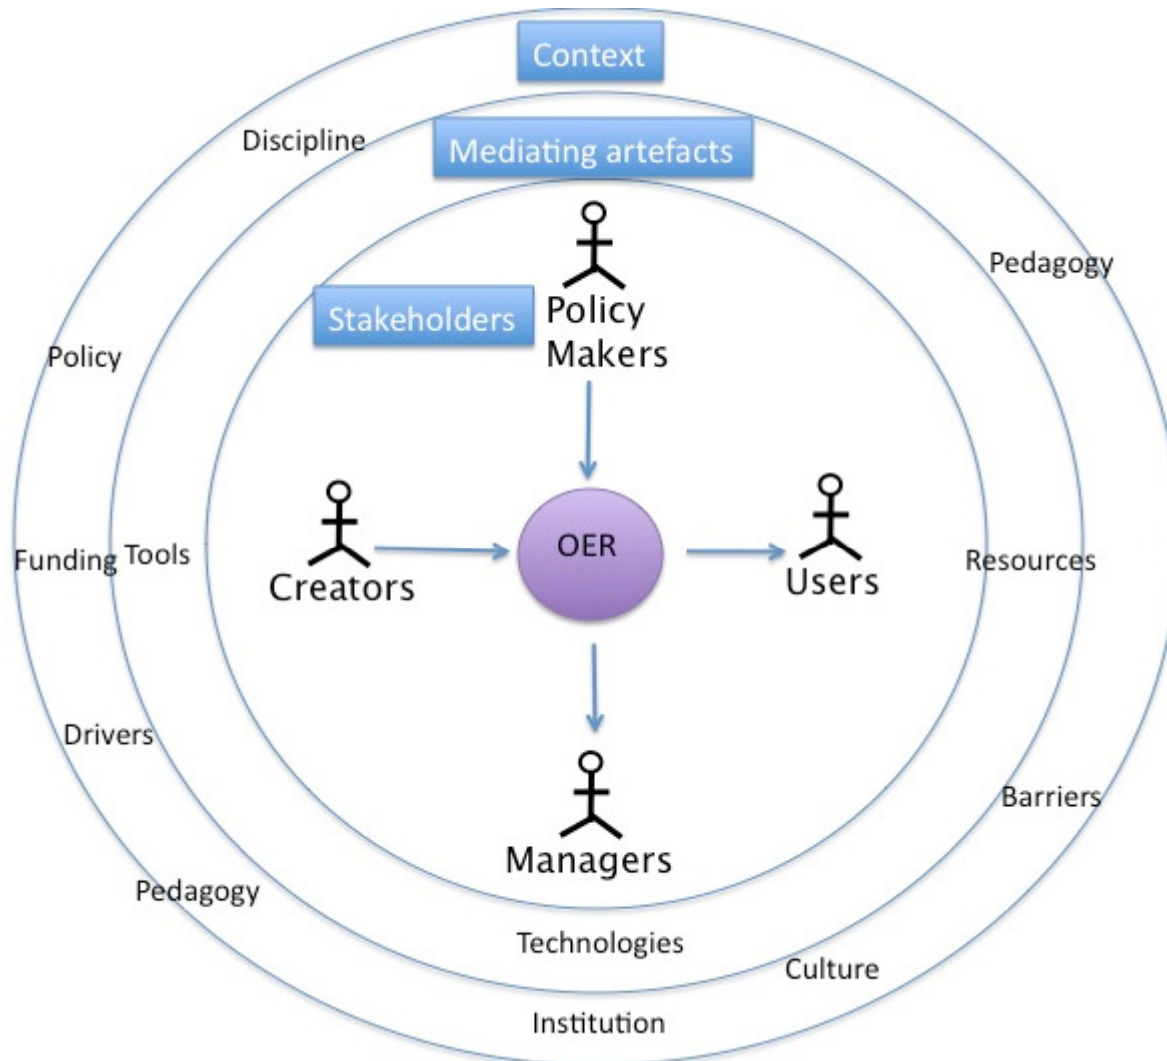 Context
Discipline
Mediating artefacts
Pedagogy
Stakeholders
Policy
Makers
Policy
OER
Creators
Users
Funding
Tools
Resources
Drivers
Barriers
Managers
Pedagogy
Technologies
Culture
Institution